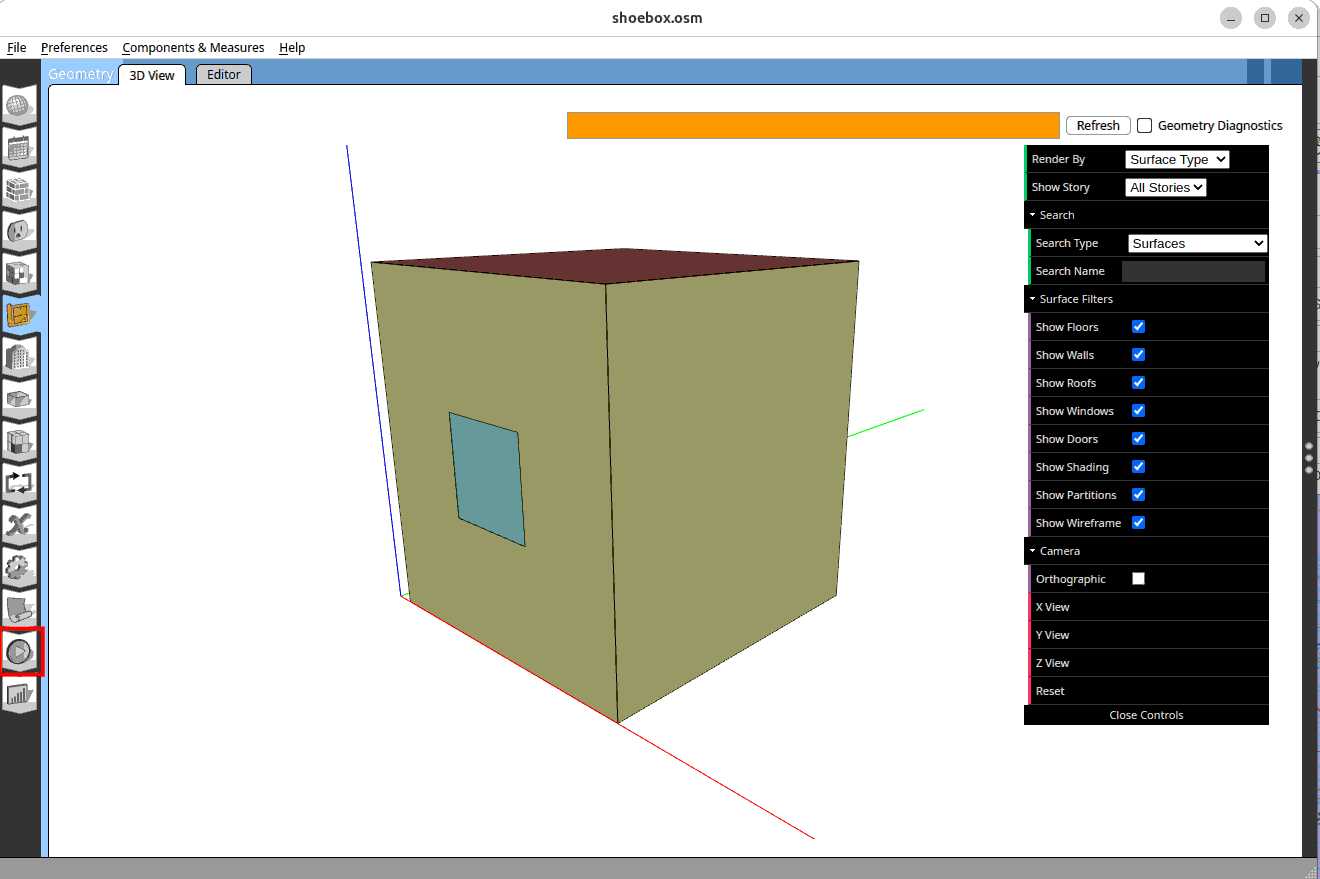 shoebox.osm
File Preferences Components & Measures Help
Geometry 3D View Editor
Refresh Geometry Diagnostics
Render By Surface Type
Show Story All Stories
Search
Search Type Surfaces
Search Name
Surface Filters
Show Floors
Show Walls
Show Roofs
Show Windows
Show Doors
Show Shading
Show Partitions
Show Wireframe
Camera
Orthographic
X View
Y View
Z View
Reset
Close Controls